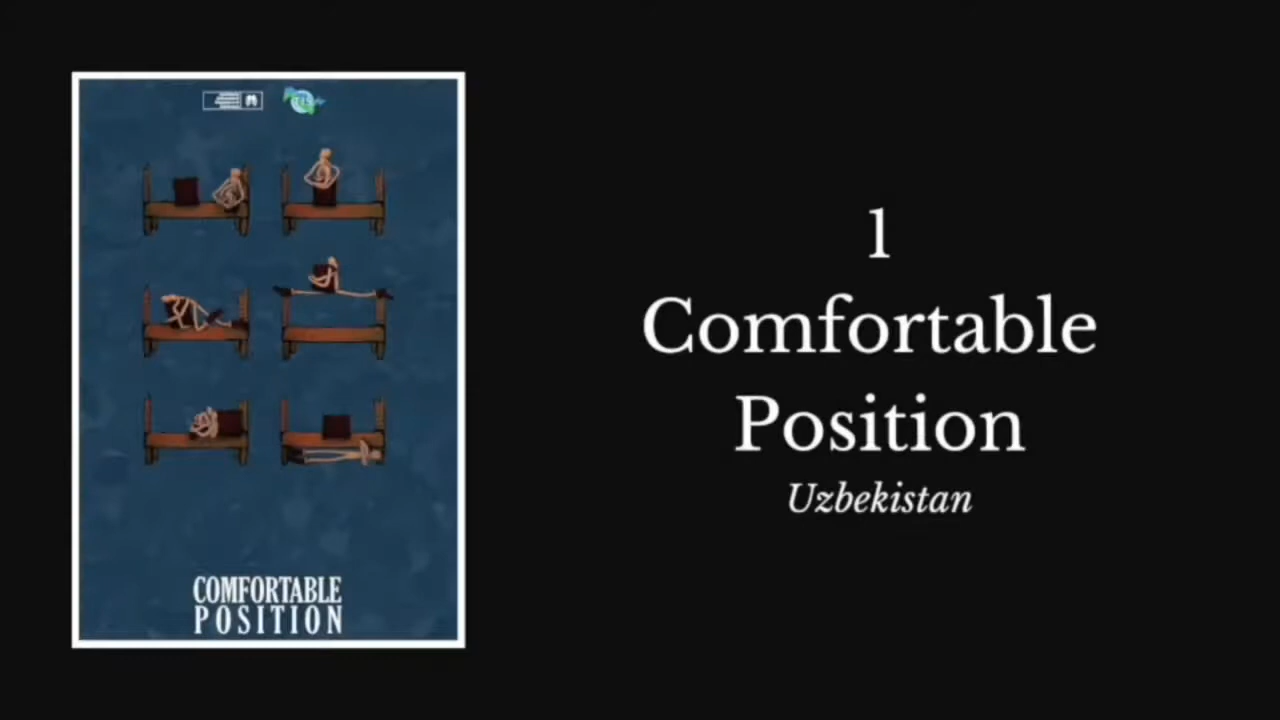 COMFORTABLE
POSITION
1
Comfortable
Position
Uzbekistan